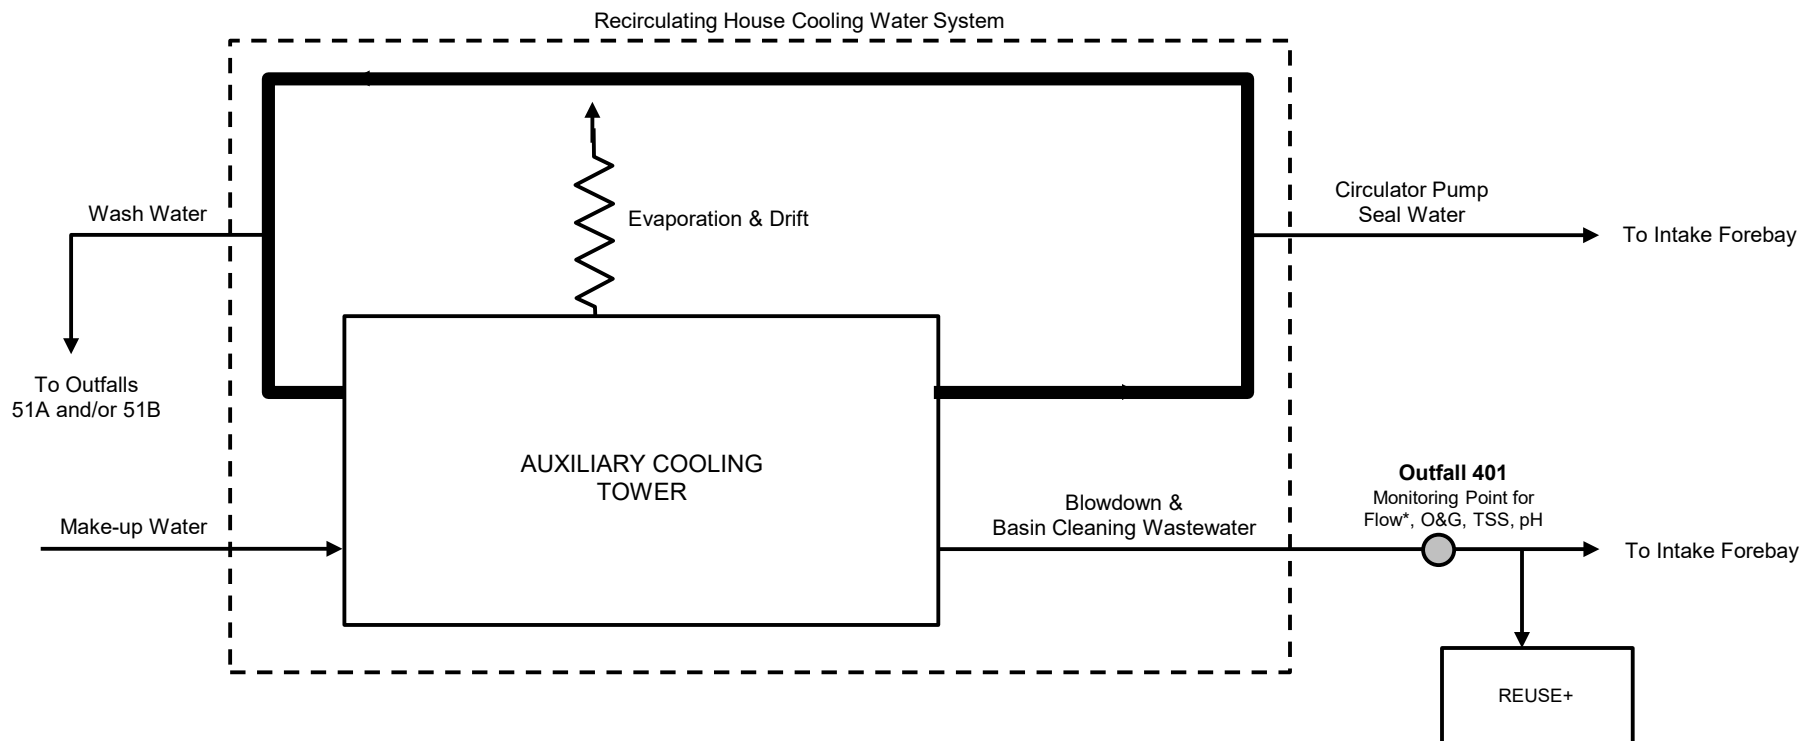 Recirculating House Cooling Water System
Wash Water
Evaporation & Drift
Circulator Pump
Seal Water
To Intake Forebay
To Outfalls
51A and/or 51B
AUXILIARY COOLING
TOWER
Make-up Water
Blowdown &
Basin Cleaning Wastewater
Outfall 401
Monitoring Point for
Flow*, O&G, TSS, pH
To Intake Forebay
REUSE+